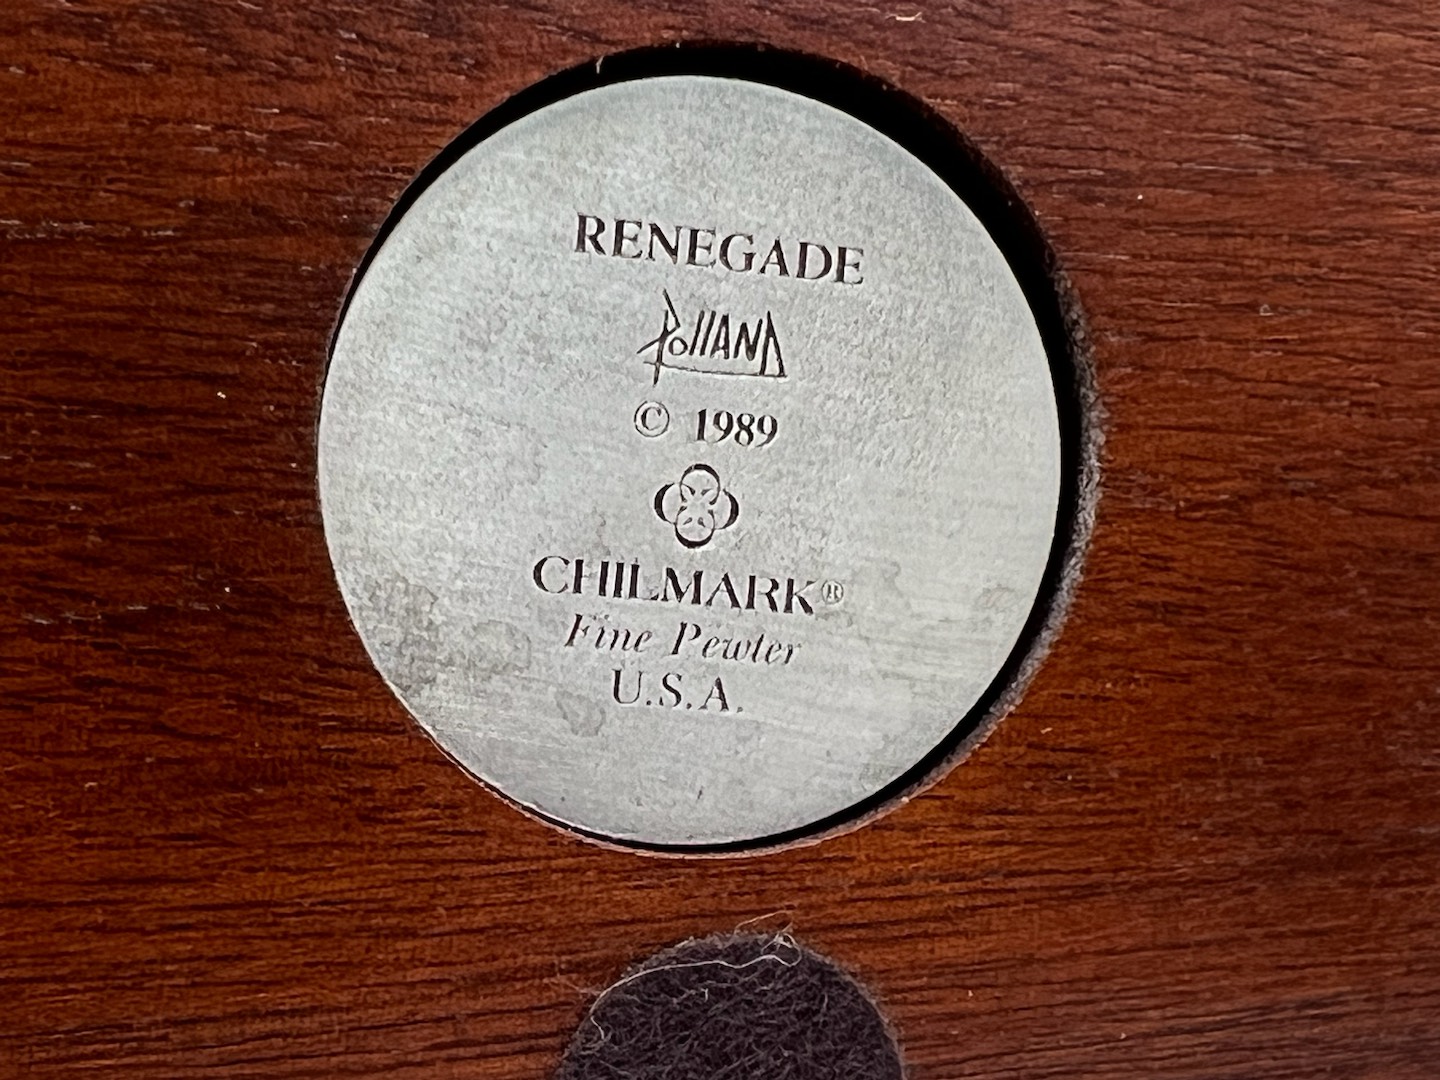 RENEGADE
Polland
© 1989
CHILMARK®
Fine Pewter
U.S.A.